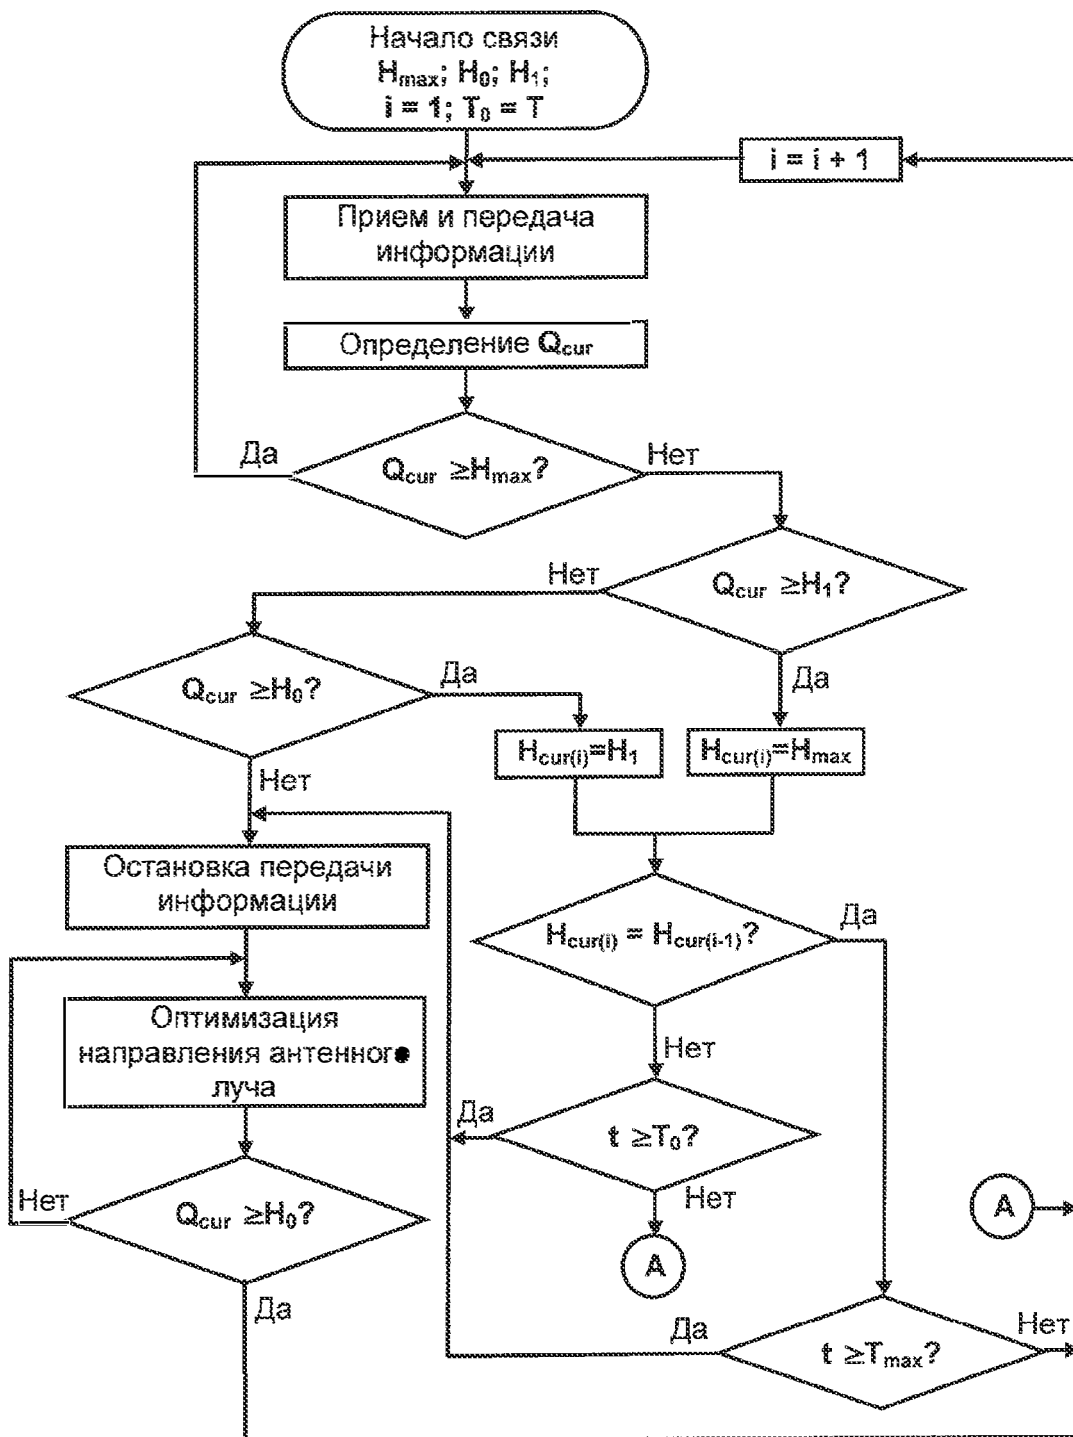 Начало связи
Hmax; H0; H1;
i = 1; T0 = T
i = i + 1
Прием и передача
информации
Определение Qcur
Да
Qcur ≥Hmax?
Нет
Нет
Qcur ≥H1?
Qcur ≥H0?
Да
Да
Hcur(i)=H1
Hcur(i)=Hmax
Нет
Остановка передачи
информации
Hcur(i) = Hcur(i-1)?
Да
Оптимизация
направления антенного
луча
Нет
Да
t ≥T0?
Нет
Нет
Qcur ≥H0?
A
A
Да
Да
t ≥Tmax?
Нет